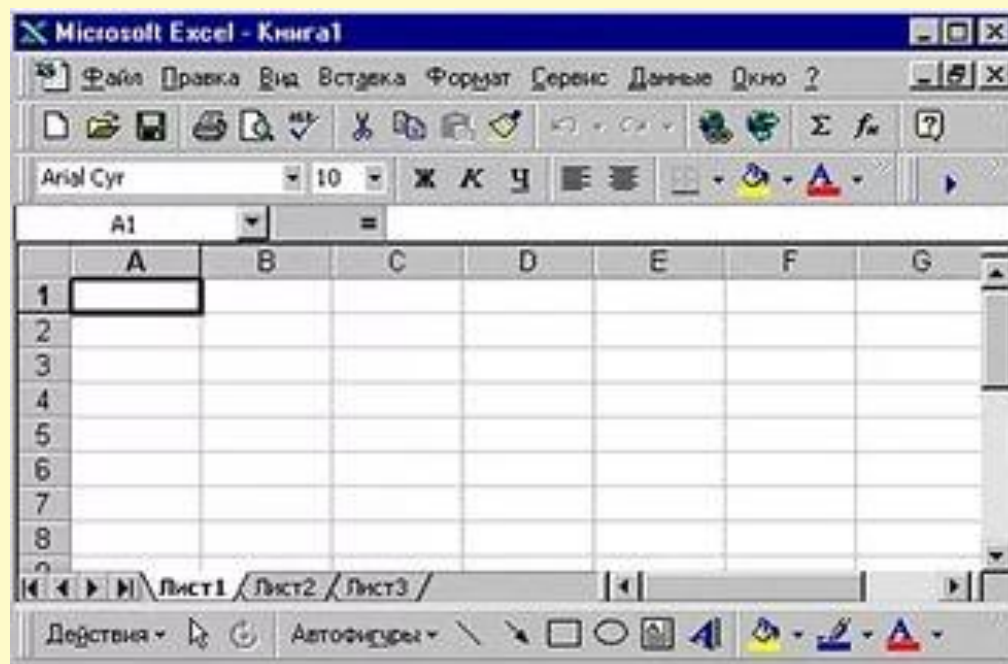 Microsoft Excel - Книга1
Файл Правка Вид Вставка Формат Сервис Данные Окно ?
Σ fx ?
Arial Cyr 10 Ж К Ч A
A1 =
A B C D E F G
1
2
3
4
5
6
7
8
Лист1 Лист2 Лист3
Действия Автофигуры A A